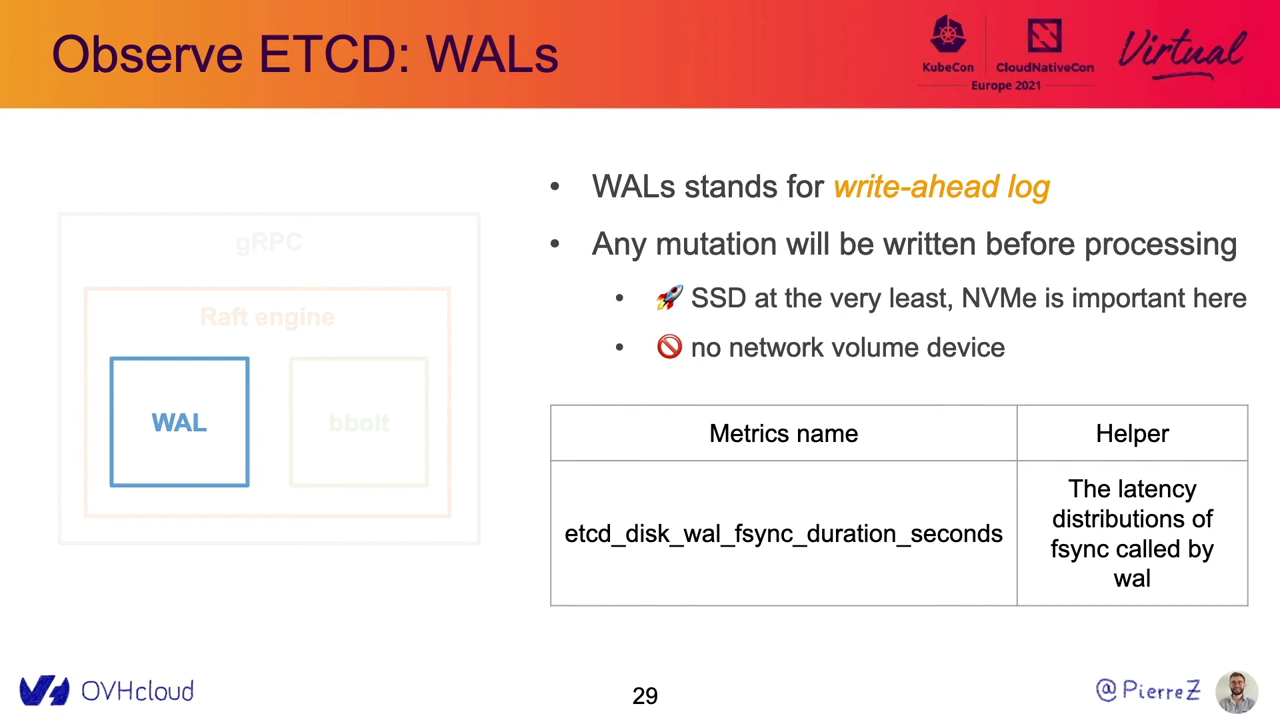 Observe ETCD: WALs
KubeCon
CloudNativeCon
Europe 2021
Virtual
gRPC
Raft engine
WAL
bbolt
• WALs stands for write-ahead log
• Any mutation will be written before processing
• 🚀 SSD at the very least, NVMe is important here
• 🚫 no network volume device
Metrics name
Helper
etcd_disk_wal_fsync_duration_seconds
The latency
distributions of
fsync called by
wal
OVHcloud
29
@PierreZ